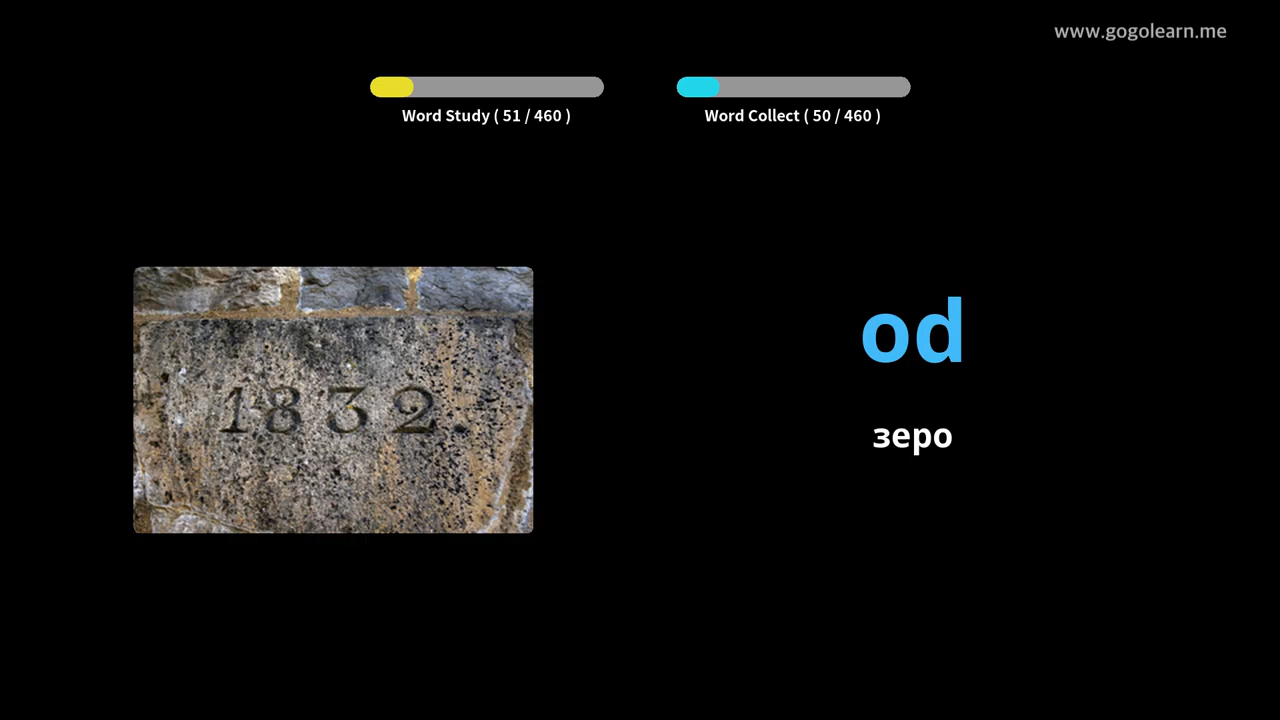 www.gogolearn.me
Word Study ( 51 / 460 )
Word Collect ( 50 / 460 )
1832.
od
зеро